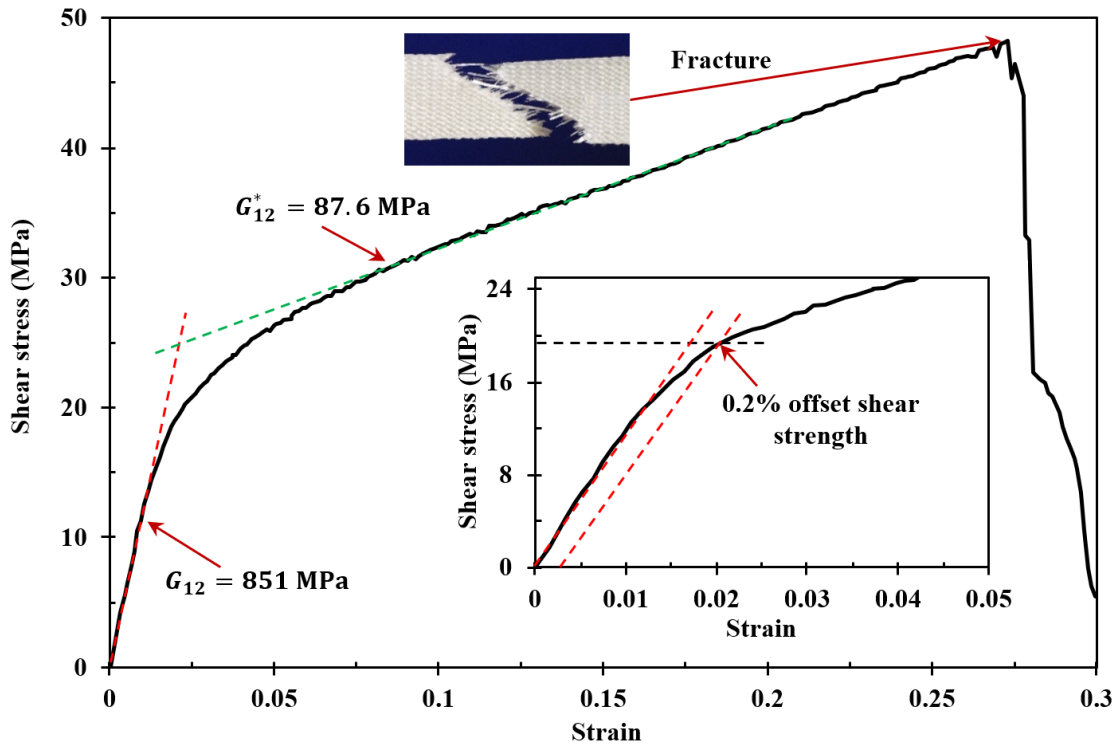 50
40
30
20
10
0
Shear stress (MPa)
0
0.05
0.1
0.15
0.2
0.25
0.3
Strain
Fracture
G*12 = 87.6 MPa
G12 = 851 MPa
24
16
8
0
Shear stress (MPa)
0
0.01
0.02
0.03
0.04
0.05
Strain
0.2% offset shear
strength